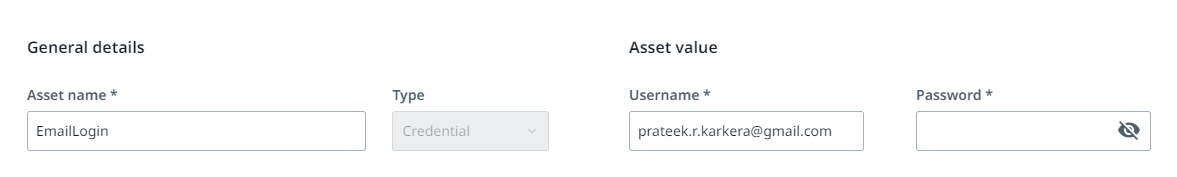 General details
Asset value
Asset name *
Type
Username *
Password *
EmailLogin
Credential
prateek.r.karkera@gmail.com